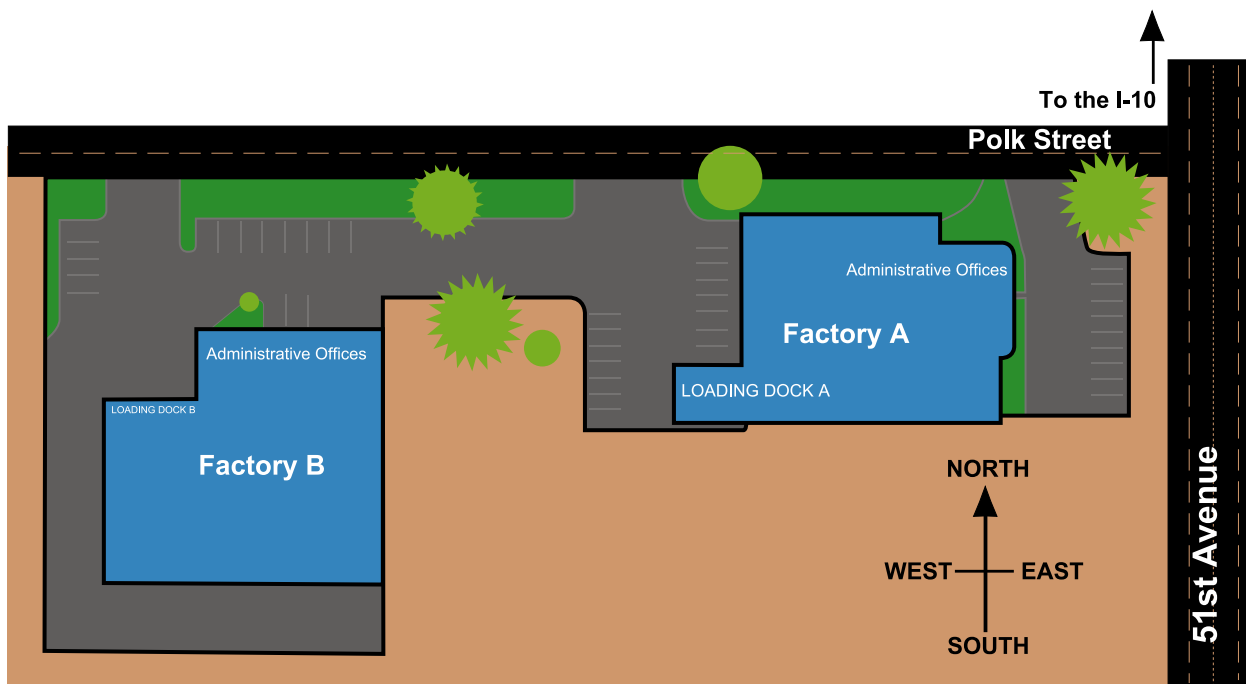 To the I-10
Polk Street
Administrative Offices
Factory A
LOADING DOCK A
Administrative Offices
LOADING DOCK B
Factory B
NORTH
WEST
EAST
SOUTH
51st Avenue